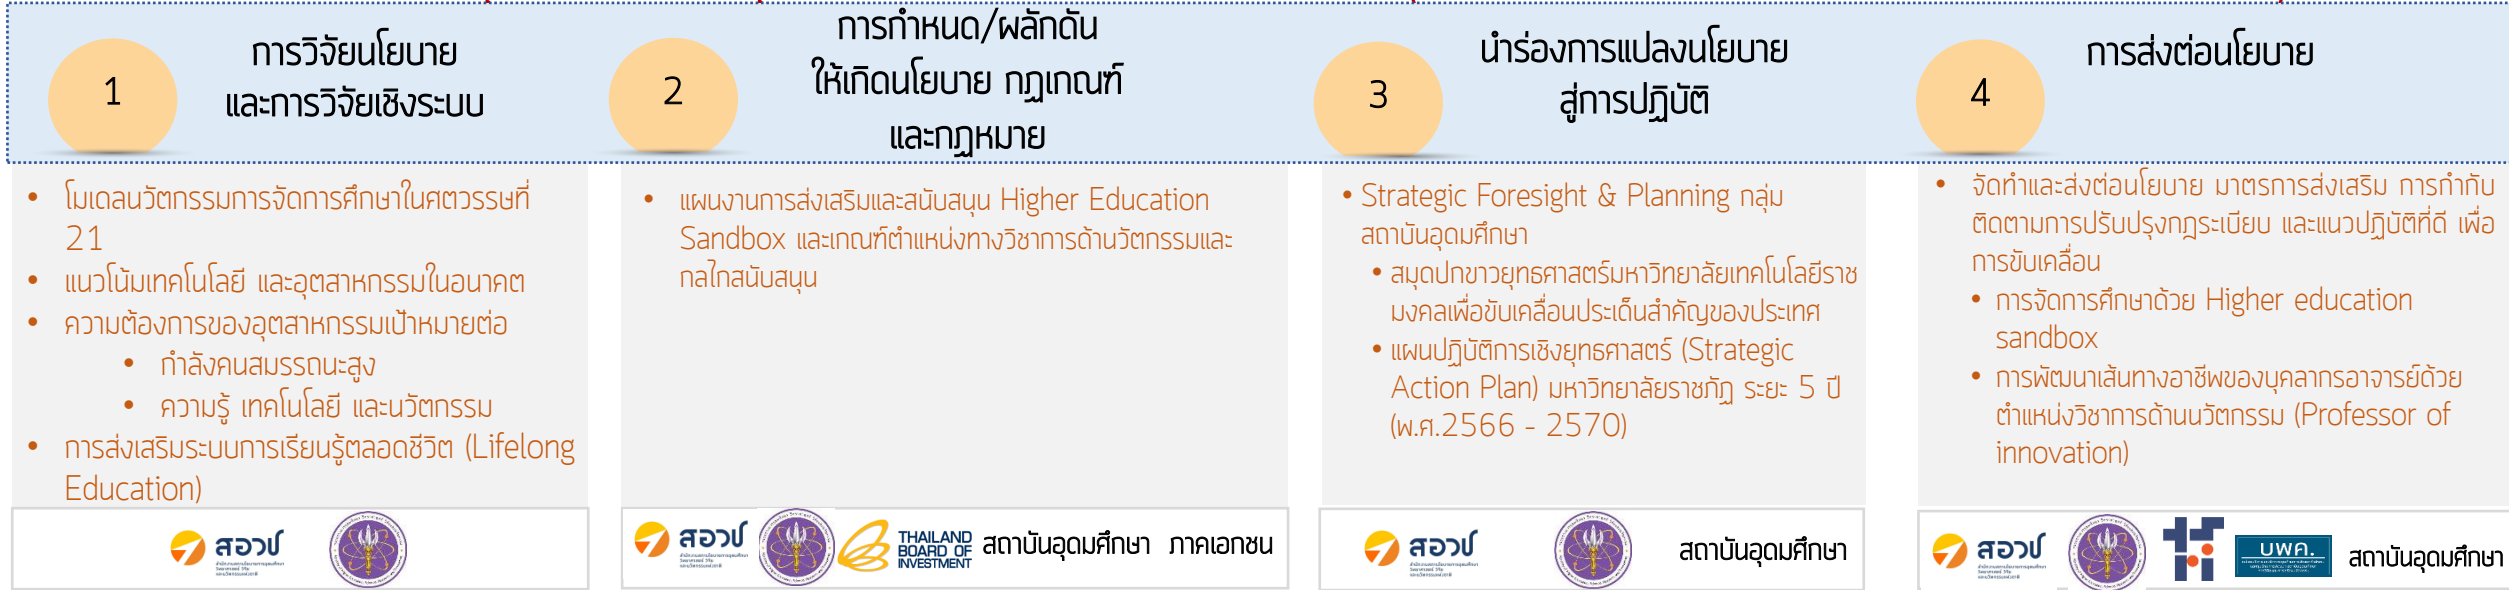 1
การวิจัยนโยบาย
และการวิจัยเชิงระบบ
• โมเดลนวัตกรรมการจัดการศึกษาในศตวรรษที่
21
• แนวโน้มเทคโนโลยี และอุตสาหกรรมในอนาคต
• ความต้องการของอุตสาหกรรมเป้าหมายต่อ
• กำลังคนสมรรถนะสูง
• ความรู้ เทคโนโลยี และนวัตกรรม
• การส่งเสริมระบบการเรียนรู้ตลอดชีวิต (Lifelong
Education)
สอวช
2
การกำหนด/ผลักดัน
ให้เกิดนโยบาย กฎเกณฑ์
และกฎหมาย
• แผนงานการส่งเสริมและสนับสนุน Higher Education
Sandbox และเกณฑ์ตำแหน่งทางวิชาการด้านวัตกรรมและ
กลไกสนับสนุน
สอวช
THAILAND
BOARD OF
INVESTMENT
สถาบันอุดมศึกษา ภาคเอกชน
3
นำร่องการแปลงนโยบาย
สู่การปฏิบัติ
• Strategic Foresight & Planning กลุ่ม
สถาบันอุดมศึกษา
• สมุดปกขาวยุทธศาสตร์มหาวิทยาลัยเทคโนโลยีราช
มงคลเพื่อขับเคลื่อนประเด็นสำคัญของประเทศ
• แผนปฏิบัติการเชิงยุทธศาสตร์ (Strategic
Action Plan) มหาวิทยาลัยราชภัฏ ระยะ 5 ปี
(พ.ศ.2566 - 2570)
สอวช
สถาบันอุดมศึกษา
4
การส่งต่อนโยบาย
• จัดทำและส่งต่อนโยบาย มาตรการส่งเสริม การกำกับ
ติดตามการปรับปรุงกฎระเบียบ และแนวปฏิบัติที่ดี เพื่อ
การขับเคลื่อน
• การจัดการศึกษาด้วย Higher education
sandbox
• การพัฒนาเส้นทางอาชีพของบุคลากรอาจารย์ด้วย
ตำแหน่งวิชาการด้านนวัตกรรม (Professor of
innovation)
สอวช
บพค.
สถาบันอุดมศึกษา